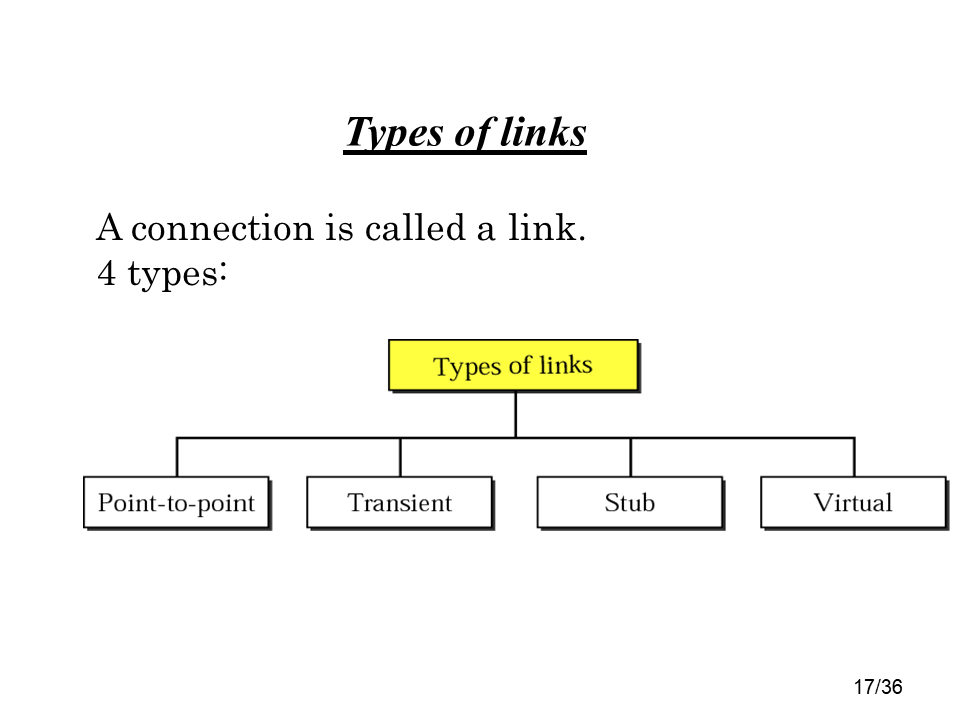 Types of links
A connection is called a link.
4 types:
Types of links
Point-to-point
Transient
Stub
Virtual
17/36